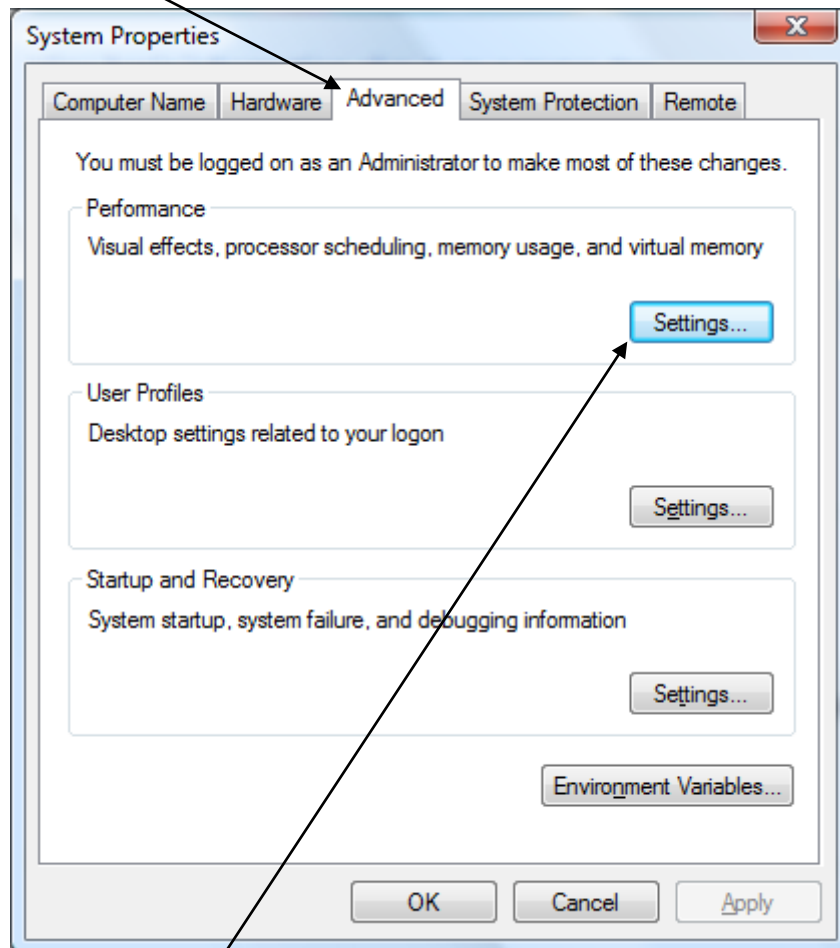 System Properties
Computer Name Hardware Advanced System Protection Remote
You must be logged on as an Administrator to make most of these changes.
Performance
Visual effects, processor scheduling, memory usage, and virtual memory
Settings...
User Profiles
Desktop settings related to your logon
Settings...
Startup and Recovery
System startup, system failure, and debugging information
Settings...
Environment Variables...
OK Cancel Apply